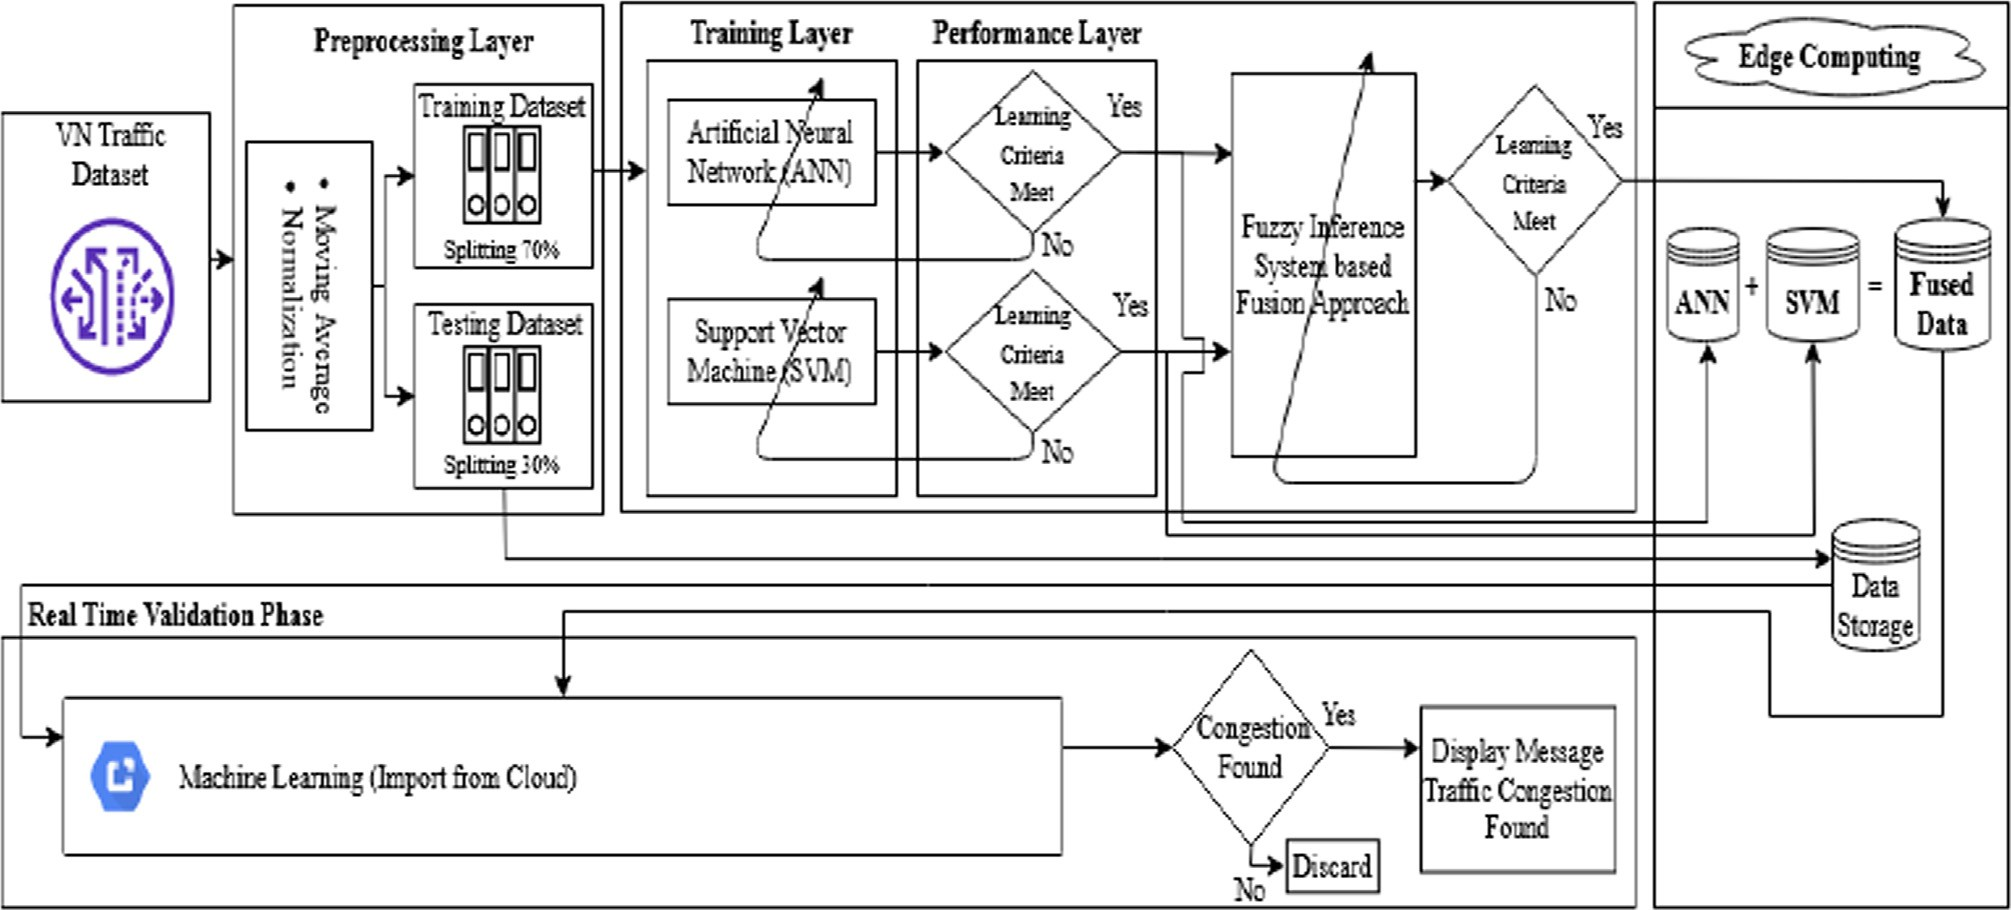 Preprocessing Layer
VN Traffic
Dataset
• Moving Average
• Normalization
Training Dataset
Splitting 70%
Testing Dataset
Splitting 30%
Training Layer
Artificial Neural
Network (ANN)
Support Vector
Machine (SVM)
Performance Layer
Learning
Criteria
Meet
Yes
No
Learning
Criteria
Meet
Yes
No
Fuzzy Inference
System based
Fusion Approach
Learning
Criteria
Meet
Yes
No
Edge Computing
ANN
+
SVM
=
Fused
Data
Data
Storage
Real Time Validation Phase
Machine Learning (Import from Cloud)
Congestion
Found
Yes
No
Discard
Display Message
Traffic Congestion
Found